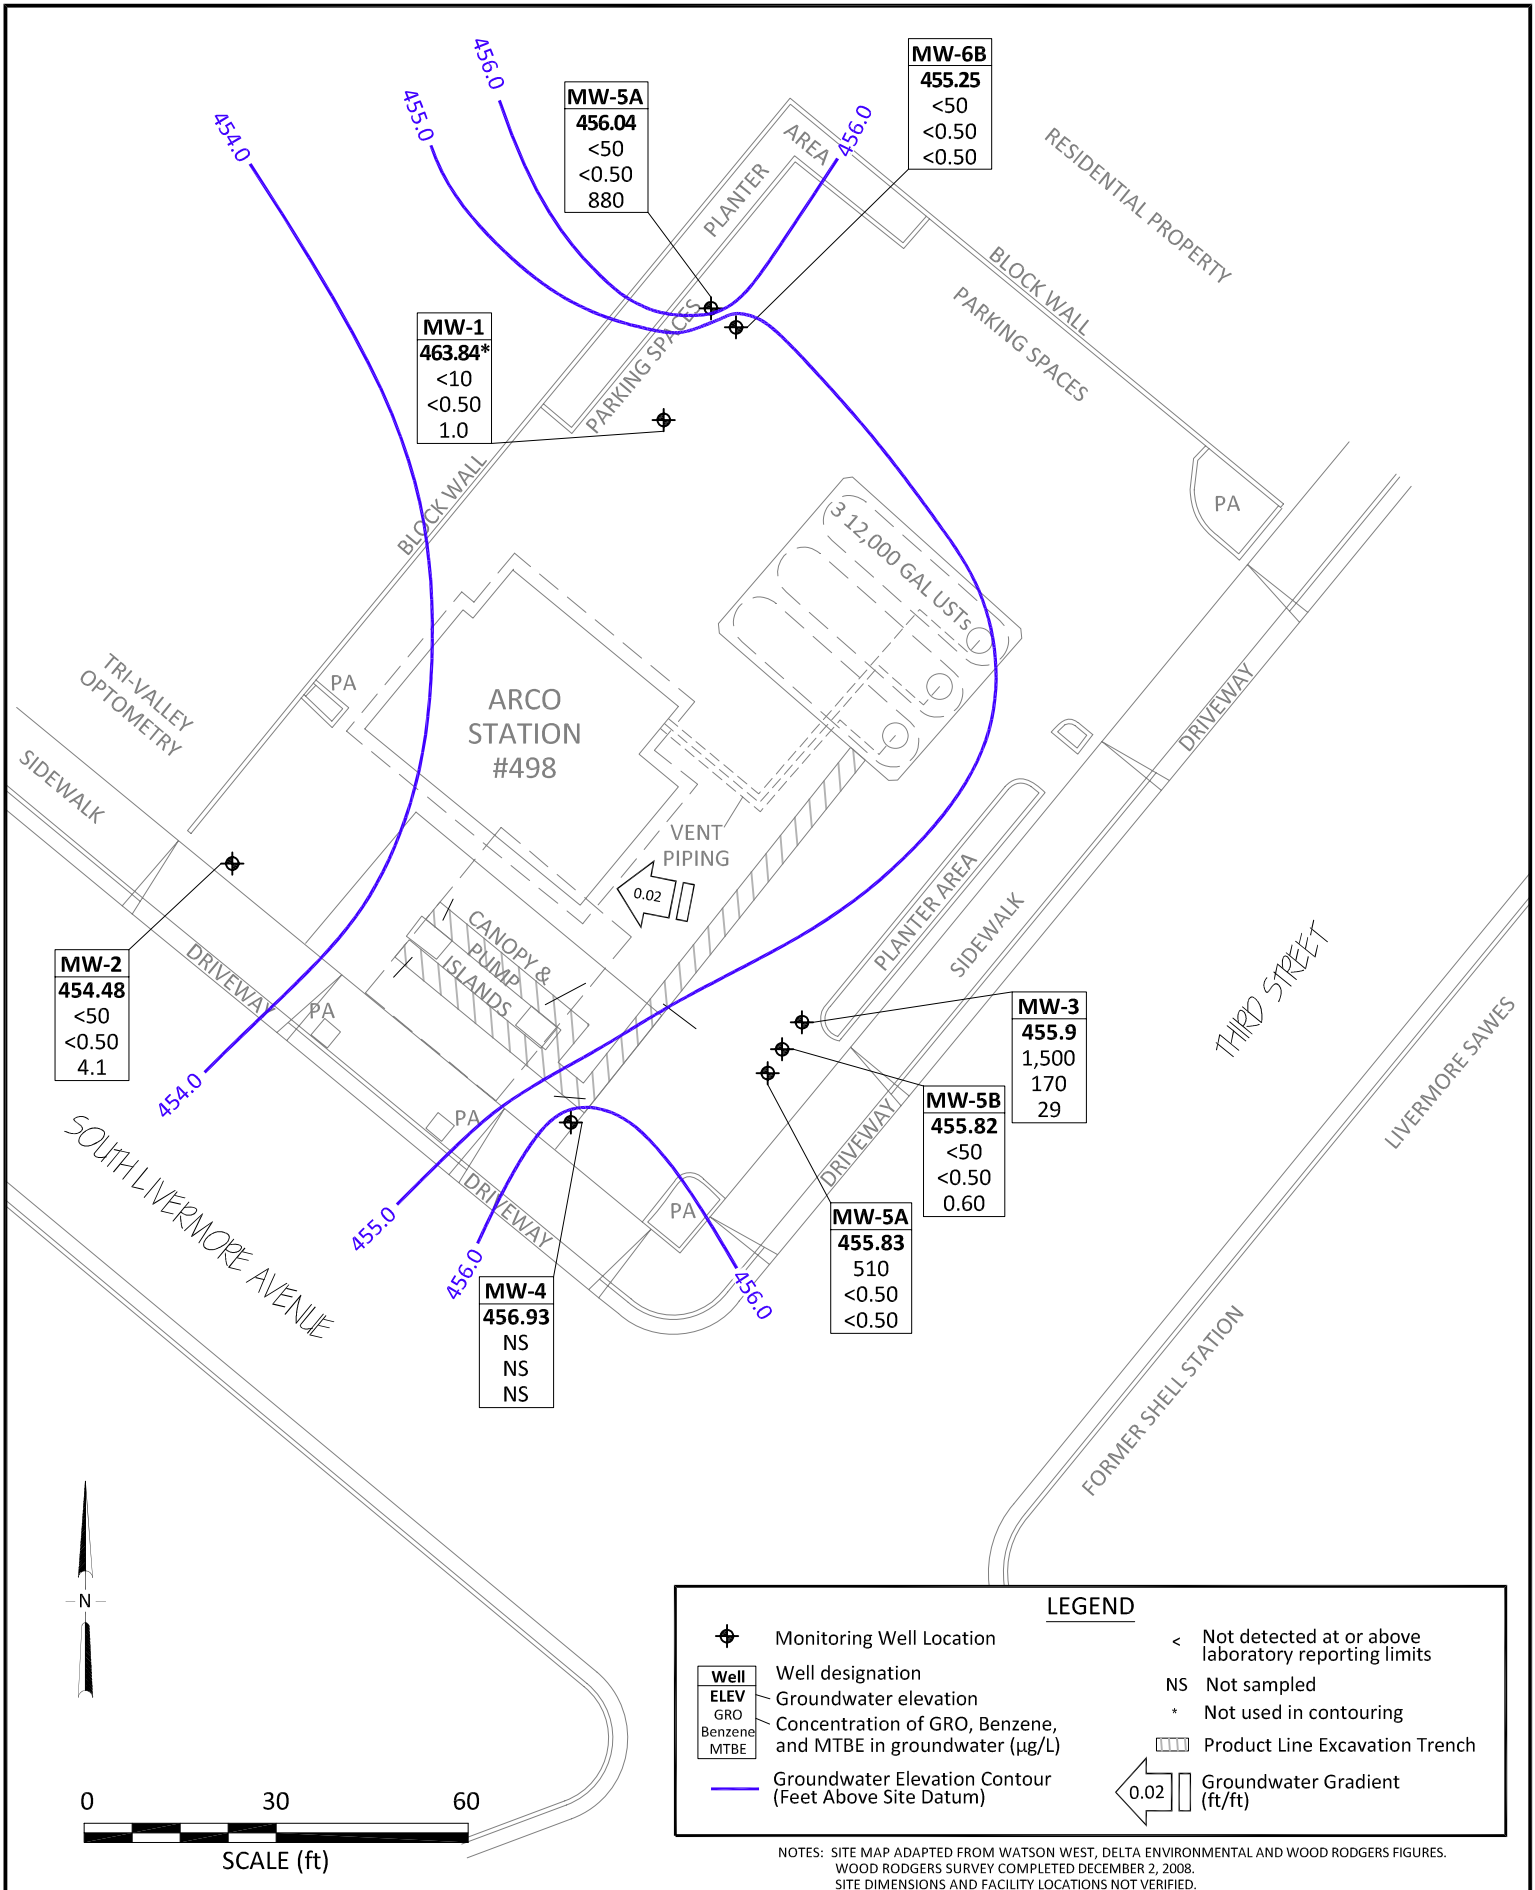 456.0
455.0
454.0
MW-5A
456.04
<50
<0.50
880
MW-6B
455.25
<50
<0.50
<0.50
456.0
AREA
PLANTER
RESIDENTIAL PROPERTY
BLOCK WALL
PARKING SPACES
PARKING SPACES
MW-1
463.84*
<10
<0.50
1.0
BLOCK WALL
PA
3 12,000 GAL USTs
TRI-VALLEY
OPTOMETRY
SIDEWALK
PA
ARCO
STATION
#498
DRIVEWAY
VENT
PIPING
0.02
PLANTER AREA
SIDEWALK
CANOPY &
PUMP
ISLANDS
THIRD STREET
LIVERMORE SAWES
MW-2
454.48
<50
<0.50
4.1
DRIVEWAY
PA
454.0
MW-3
455.9
1,500
170
29
MW-5B
455.82
<50
<0.50
0.60
PA
DRIVEWAY
SOUTH LIVERMORE AVENUE
455.0
DRIVEWAY
PA
MW-5A
455.83
510
<0.50
<0.50
456.0
456.0
MW-4
456.93
NS
NS
NS
FORMER SHELL STATION
N
LEGEND
Monitoring Well Location
Well
ELEV
GRO
Benzene
MTBE
Well designation
Groundwater elevation
Concentration of GRO, Benzene,
and MTBE in groundwater (µg/L)
Groundwater Elevation Contour
(Feet Above Site Datum)
< Not detected at or above
laboratory reporting limits
NS Not sampled
* Not used in contouring
Product Line Excavation Trench
0.02
Groundwater Gradient
(ft/ft)
0 30 60
SCALE (ft)
NOTES: SITE MAP ADAPTED FROM WATSON WEST, DELTA ENVIRONMENTAL AND WOOD RODGERS FIGURES.
WOOD RODGERS SURVEY COMPLETED DECEMBER 2, 2008.
SITE DIMENSIONS AND FACILITY LOCATIONS NOT VERIFIED.